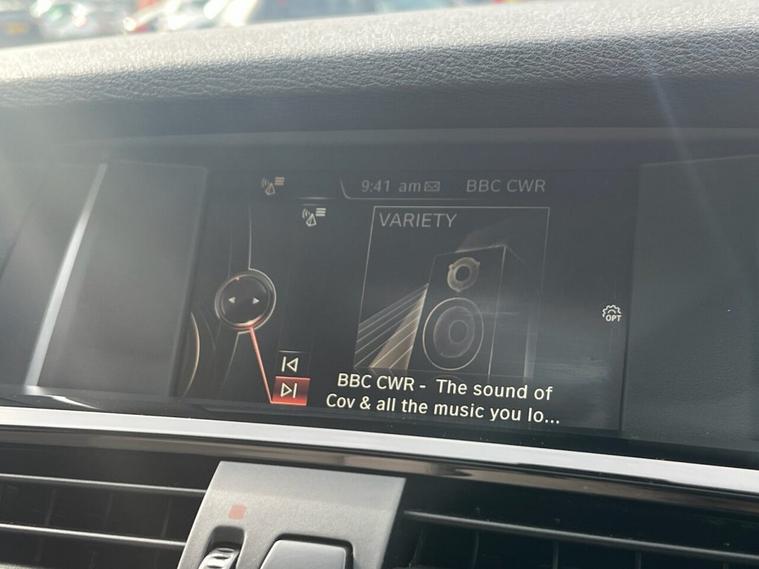 9:41 am BBC CWR
VARIETY
OPT
BBC CWR - The sound of
Cov & all the music you lo...